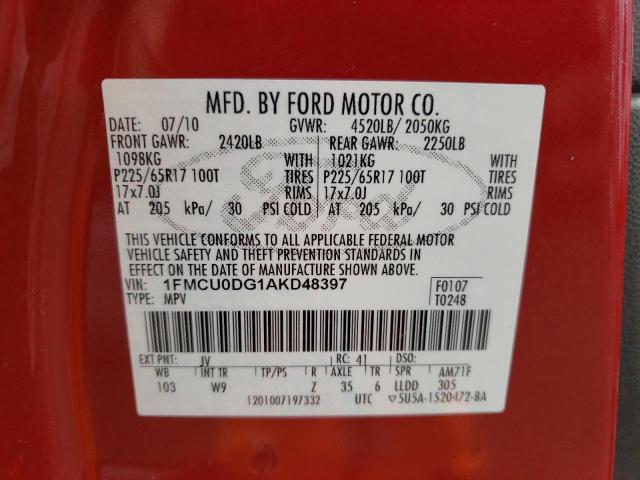 MFD. BY FORD MOTOR CO.
DATE: 07/10 GVWR: 4520LB/ 2050KG
FRONT GAWR: 2420LB REAR GAWR: 2250LB
1098KG WITH 1021KG WITH
P225/65R17 100T TIRES P225/65R17 100T TIRES
17x7.0J RIMS 17x7.0J RIMS
AT 205 kPa/ 30 PSI COLD AT 205 kPa/ 30 PSI COLD
THIS VEHICLE CONFORMS TO ALL APPLICABLE FEDERAL MOTOR
VEHICLE SAFETY AND THEFT PREVENTION STANDARDS IN
EFFECT ON THE DATE OF MANUFACTURE SHOWN ABOVE.
VIN: 1FMCU0DG1AKD48397 F0107
TYPE: MPV T0248
EXT PNT: JV RC: 41 DSO:
WB INT TR TP/PS R AXLE TR SPR AM71F
103 W9 Z 35 6 LLDD 305
1201007197332 UTC ▽5U5A-1520472-BA